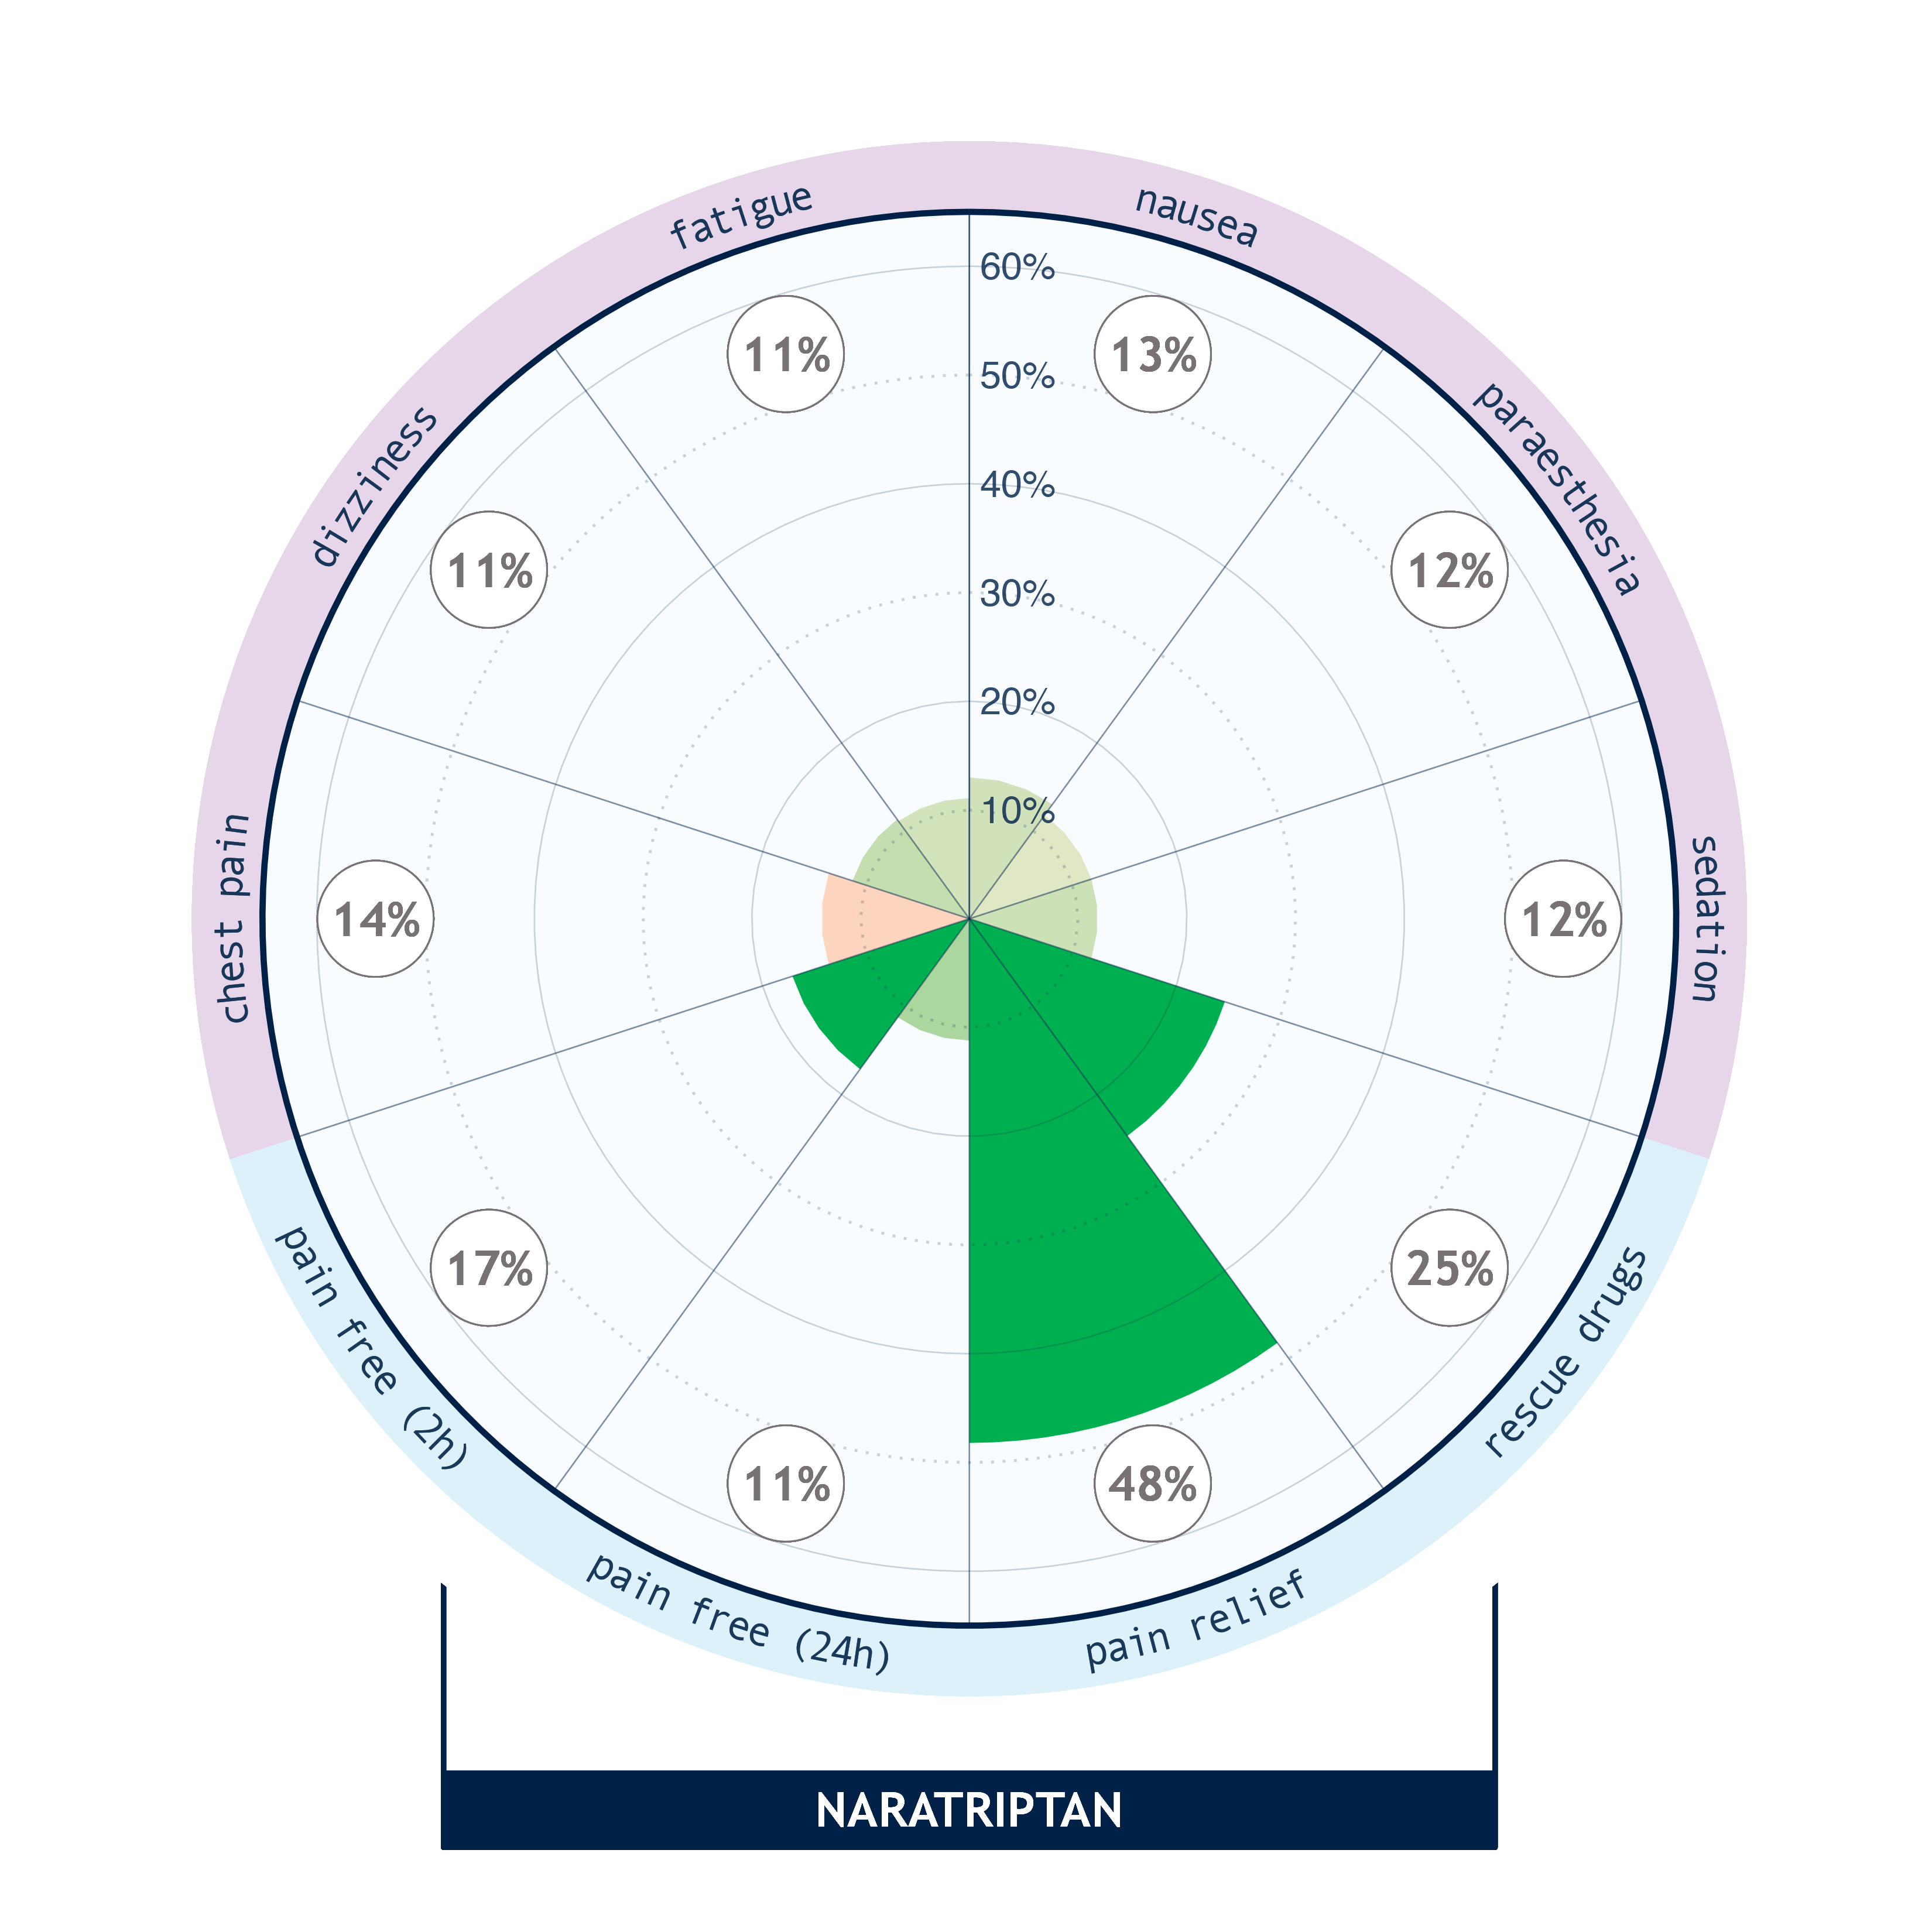 fatigue
nausea
60%
11%
13%
50%
dizziness
paraesthesia
40%
11%
12%
30%
20%
10%
chest pain
sedation
14%
12%
17%
25%
pain free (2h)
rescue drugs
11%
48%
pain free (24h)
pain relief
NARATRIPTAN